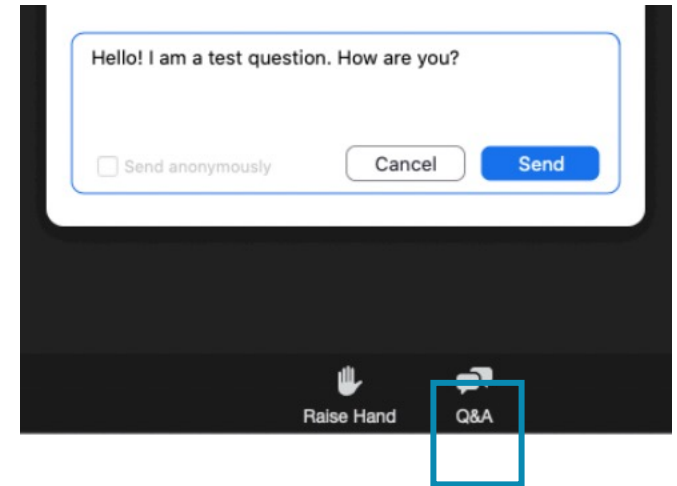 Hello! I am a test question. How are you?
Send anonymously Cancel Send
Raise Hand Q&A